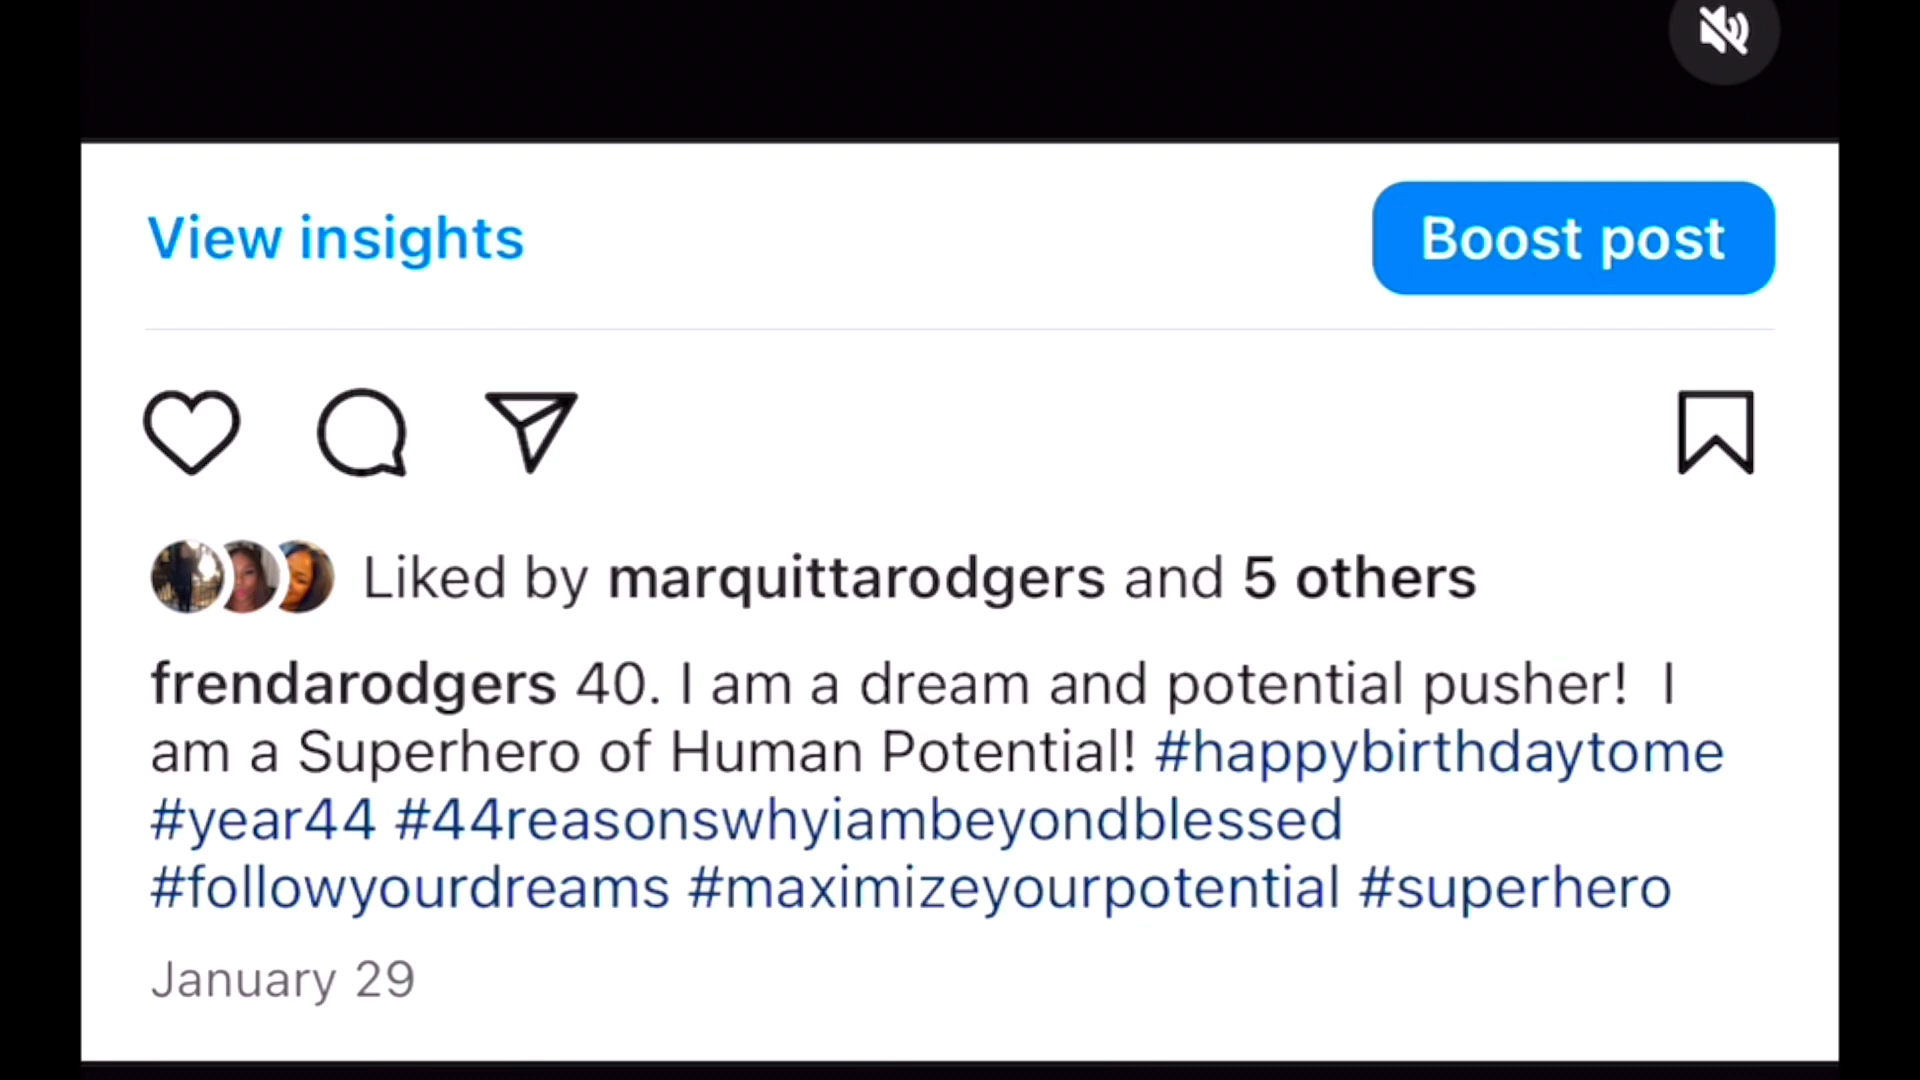 View insights
Boost post
Liked by marquittarodgers and 5 others
frendarodgers 40. I am a dream and potential pusher!  I
am a Superhero of Human Potential! #happybirthdaytome
#year44 #44reasonswhyiambeyondblessed
#followyourdreams #maximizeyourpotential #superhero
January 29